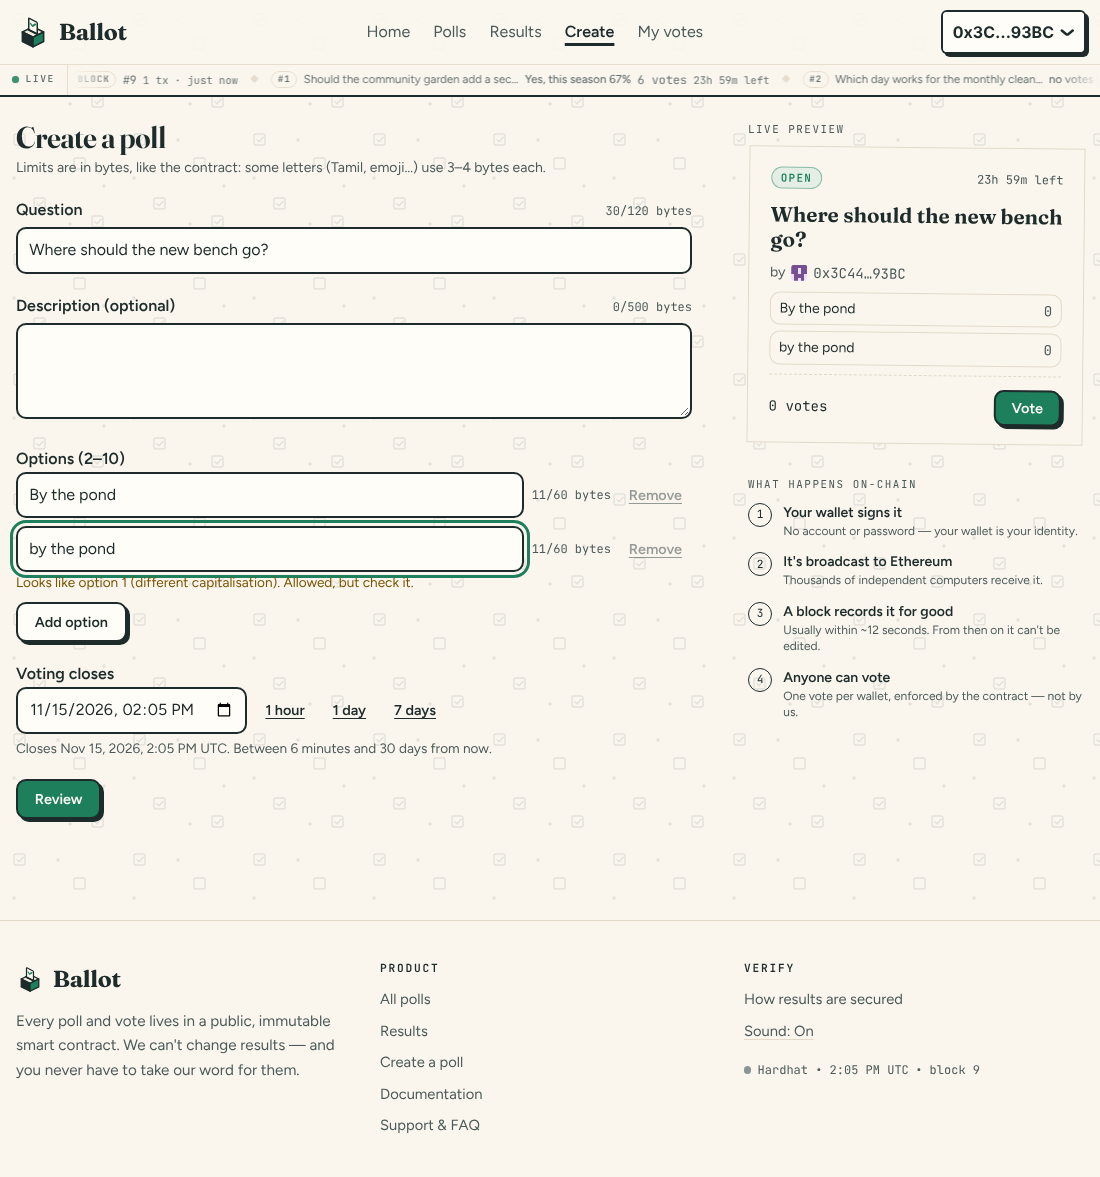 Ballot
Home Polls Results Create My votes
0x3C...93BC
LIVE
BLOCK #9 1 tx · just now
#1 Should the community garden add a sec... Yes, this season 67% 6 votes 23h 59m left
#2 Which day works for the monthly clean... no votes
Create a poll
Limits are in bytes, like the contract: some letters (Tamil, emoji…) use 3–4 bytes each.
Question 30/120 bytes
Where should the new bench go?
Description (optional) 0/500 bytes
Options (2–10)
By the pond 11/60 bytes Remove
by the pond 11/60 bytes Remove
Looks like option 1 (different capitalisation). Allowed, but check it.
Add option
Voting closes
11/15/2026, 02:05 PM 1 hour 1 day 7 days
Closes Nov 15, 2026, 2:05 PM UTC. Between 6 minutes and 30 days from now.
Review
LIVE PREVIEW
OPEN 23h 59m left
Where should the new bench
go?
by 0x3C44…93BC
By the pond 0
by the pond 0
0 votes Vote
WHAT HAPPENS ON-CHAIN
1 Your wallet signs it
No account or password — your wallet is your identity.
2 It's broadcast to Ethereum
Thousands of independent computers receive it.
3 A block records it for good
Usually within ~12 seconds. From then on it can't be
edited.
4 Anyone can vote
One vote per wallet, enforced by the contract — not by
us.
Ballot
Every poll and vote lives in a public, immutable
smart contract. We can't change results — and
you never have to take our word for them.
PRODUCT
All polls
Results
Create a poll
Documentation
Support & FAQ
VERIFY
How results are secured
Sound: On
Hardhat • 2:05 PM UTC • block 9